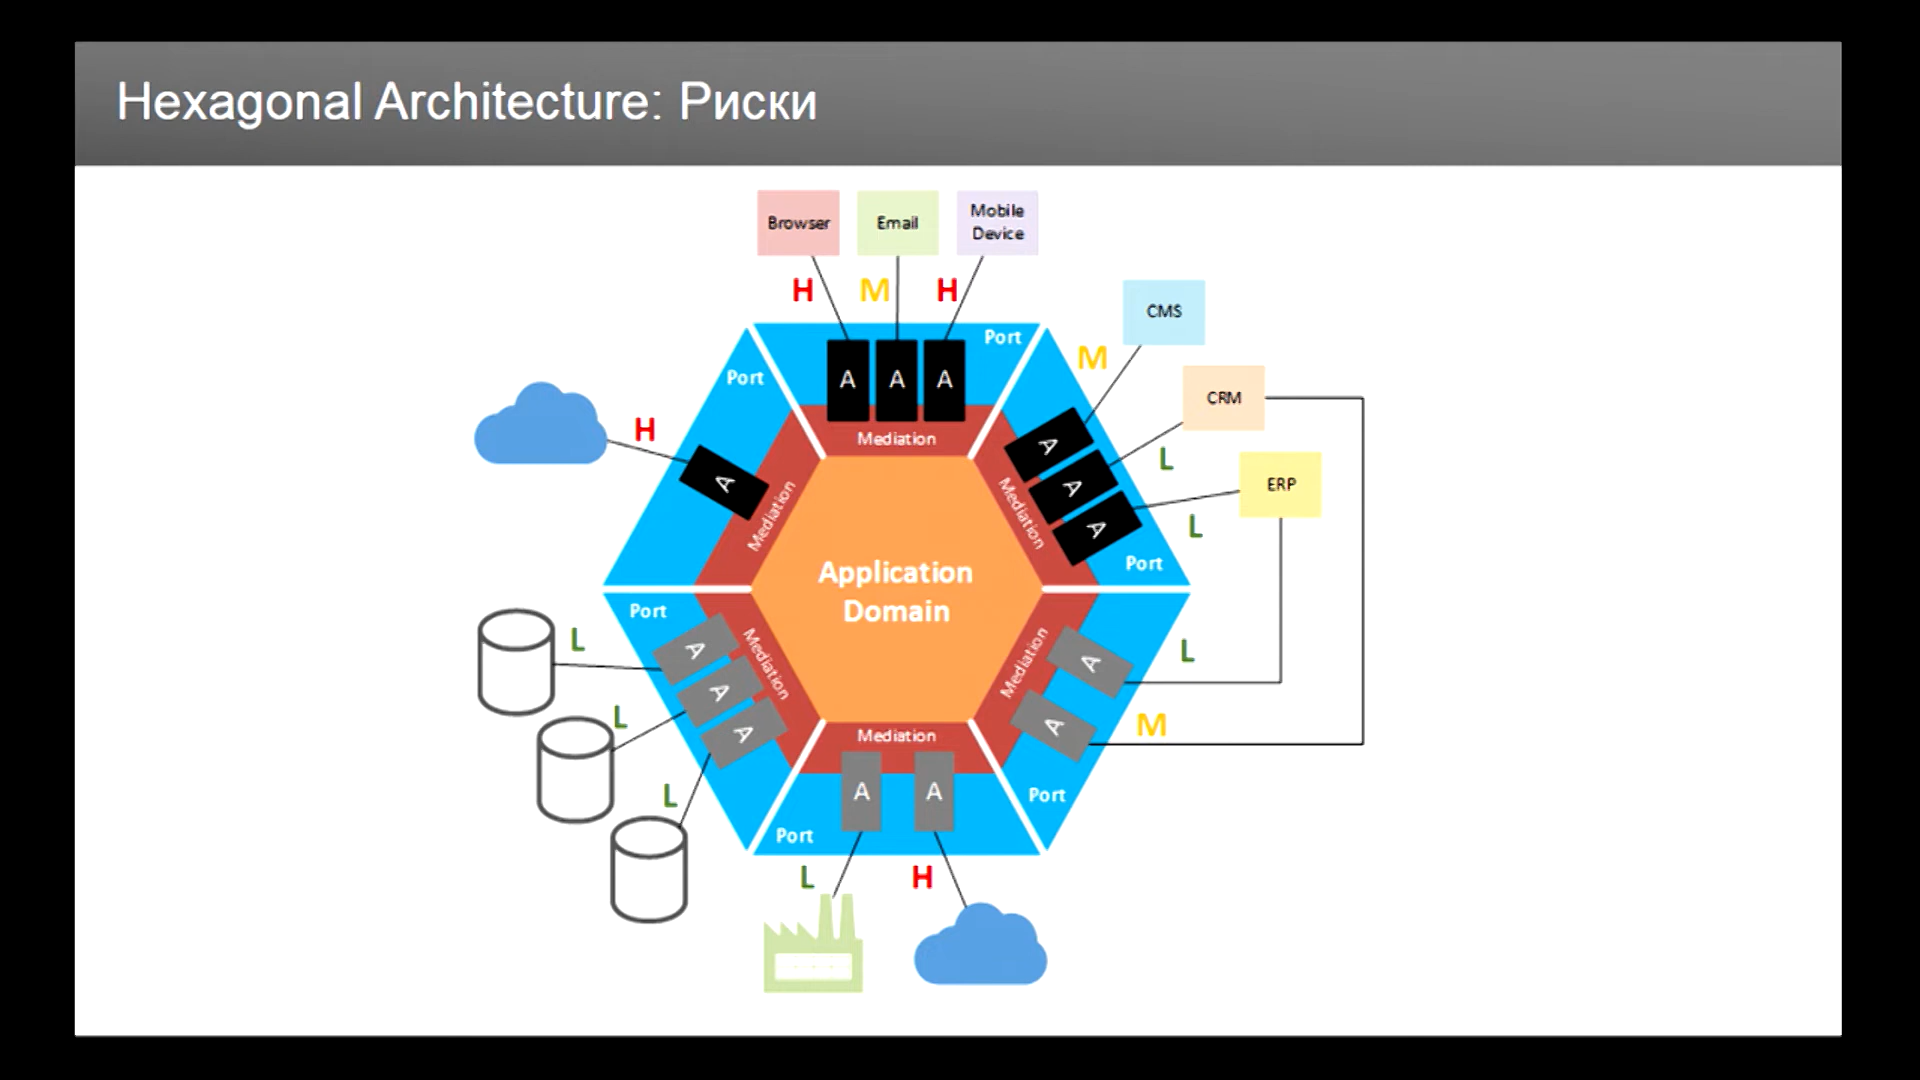 Hexagonal Architecture: Риски
Browser
Email
Mobile
Device
H
M
H
CMS
Port
M
Port
A
A
A
CRM
H
Mediation
A
L
ERP
A
A
Mediation
Mediation
A
L
A
Port
Application
Domain
Port
L
A
Mediation
Mediation
A
L
A
L
A
A
M
Mediation
A
L
A
A
Port
Port
L
H